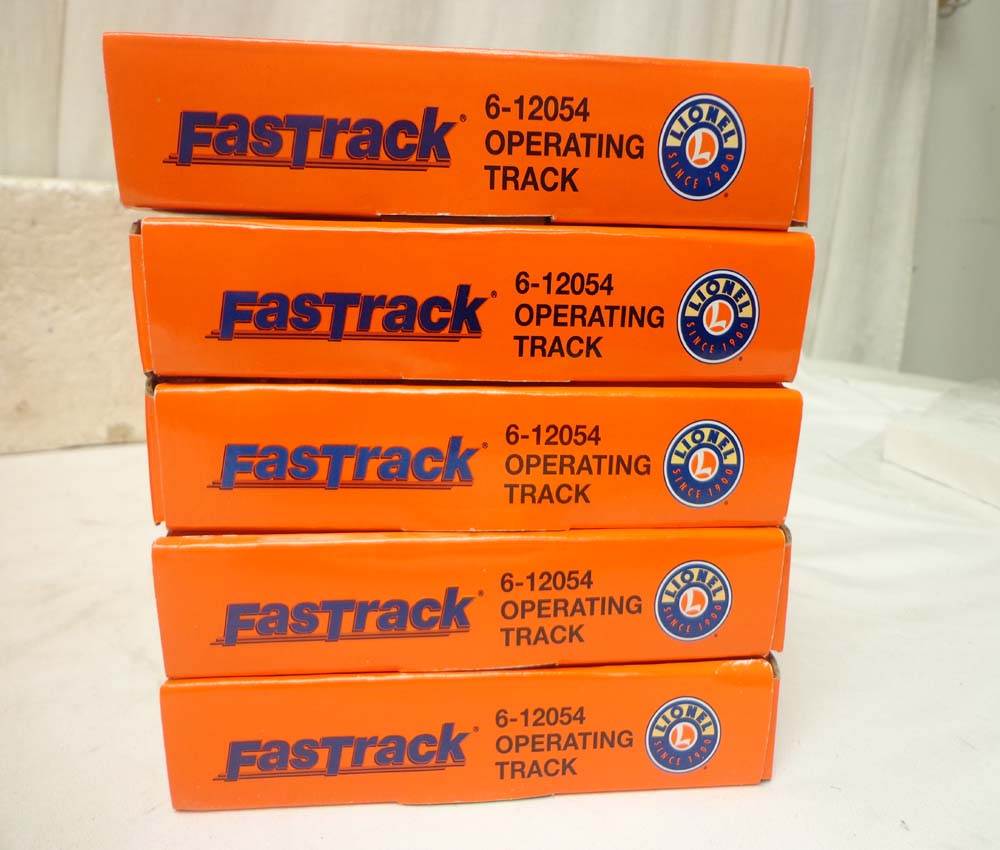 FasTrack®
6-12054
OPERATING
TRACK
LIONEL
SINCE 1900
L
®
FasTrack®
6-12054
OPERATING
TRACK
LIONEL
SINCE 1900
L
®
FasTrack®
6-12054
OPERATING
TRACK
LIONEL
SINCE 1900
L
®
FasTrack®
6-12054
OPERATING
TRACK
LIONEL
SINCE 1900
L
®
FasTrack®
6-12054
OPERATING
TRACK
LIONEL
SINCE 1900
L
®